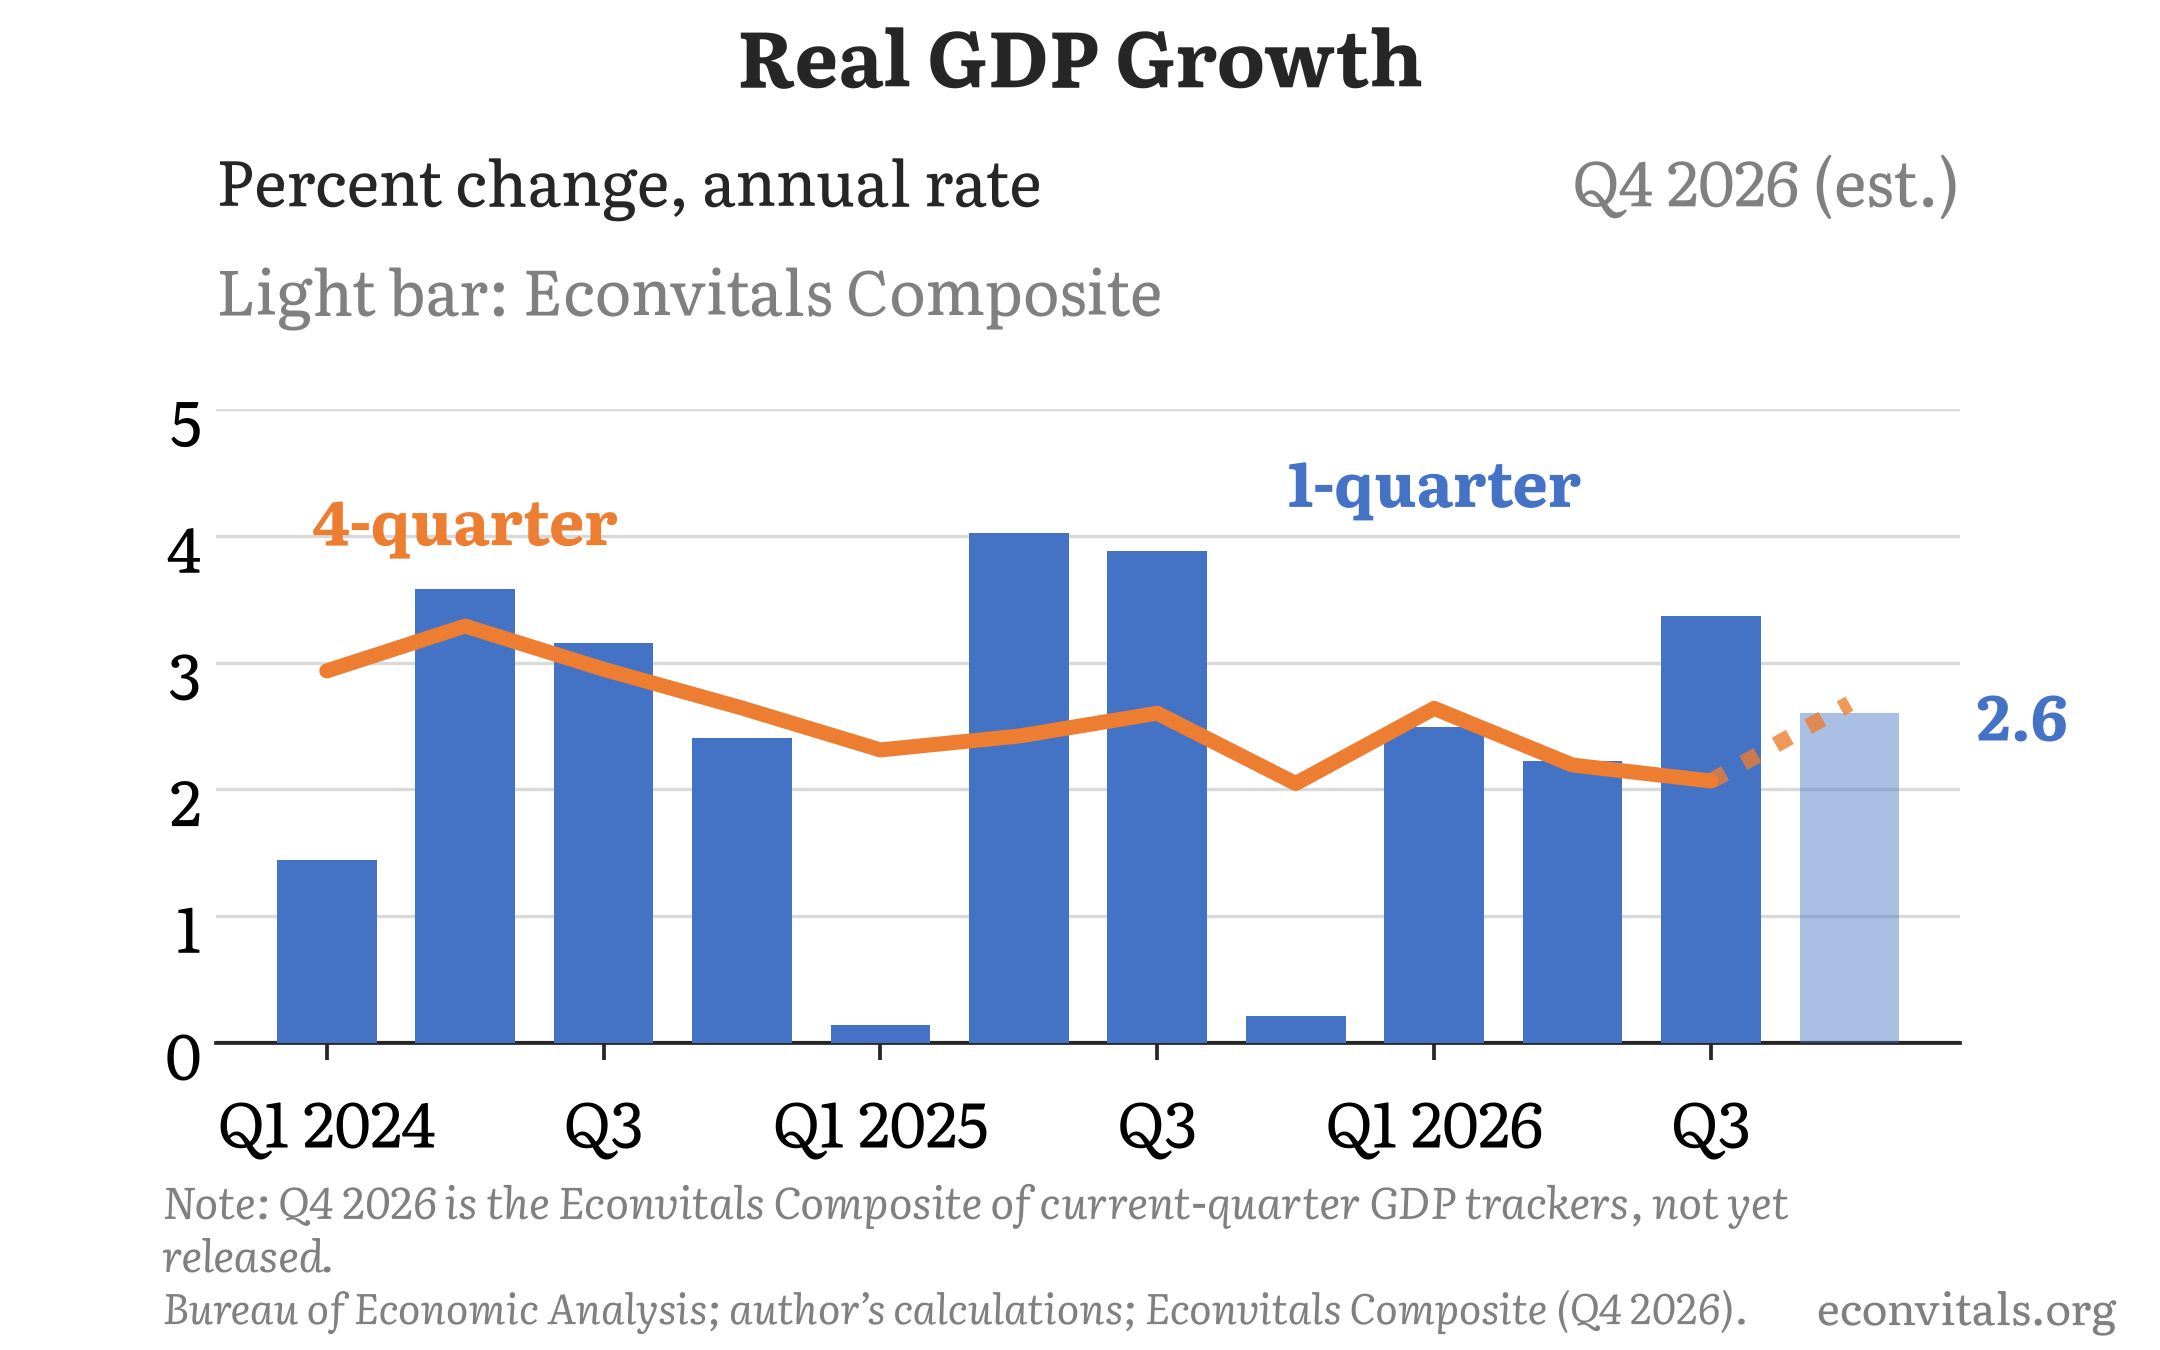 Real GDP Growth
Percent change, annual rate
Q4 2026 (est.)
Light bar: Econvitals Composite
5
4
3
2
1
0
4-quarter
1-quarter
2.6
Q1 2024
Q3
Q1 2025
Q3
Q1 2026
Q3
Note: Q4 2026 is the Econvitals Composite of current-quarter GDP trackers, not yet
released.
Bureau of Economic Analysis; author’s calculations; Econvitals Composite (Q4 2026).
econvitals.org